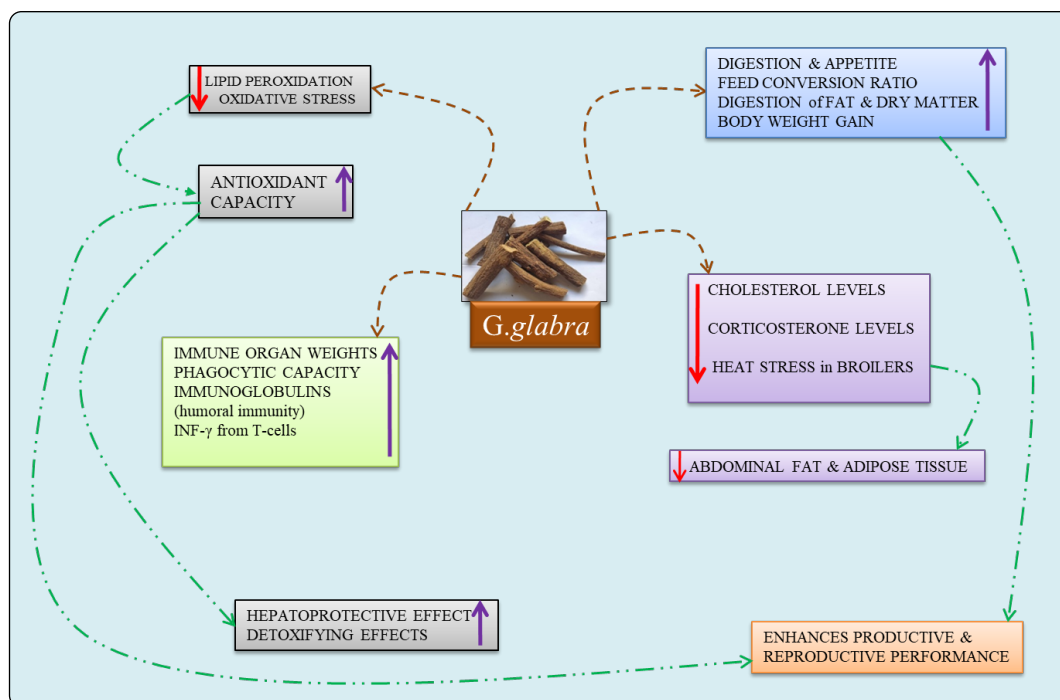 LIPID PEROXIDATION
OXIDATIVE STRESS
DIGESTION & APPETITE
FEED CONVERSION RATIO
DIGESTION of FAT & DRY MATTER
BODY WEIGHT GAIN
ANTIOXIDANT
CAPACITY
G.glabra
CHOLESTEROL LEVELS
CORTICOSTERONE LEVELS
HEAT STRESS in BROILERS
IMMUNE ORGAN WEIGHTS
PHAGOCYTIC CAPACITY
IMMUNOGLOBULINS
(humoral immunity)
INF-γ from T-cells
ABDOMINAL FAT & ADIPOSE TISSUE
HEPATOPROTECTIVE EFFECT
DETOXIFYING EFFECTS
ENHANCES PRODUCTIVE &
REPRODUCTIVE PERFORMANCE